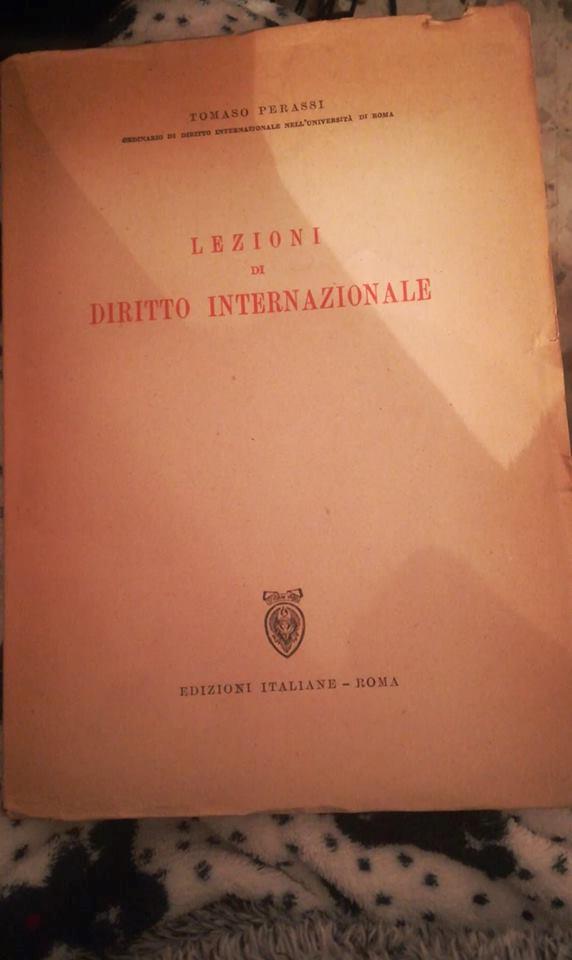 TOMASO PERASSI
ORDINARIO DI DIRITTO INTERNAZIONALE NELL'UNIVERSITÀ DI ROMA
LEZIONI
DI
DIRITTO INTERNAZIONALE
EDIZIONI ITALIANE - ROMA